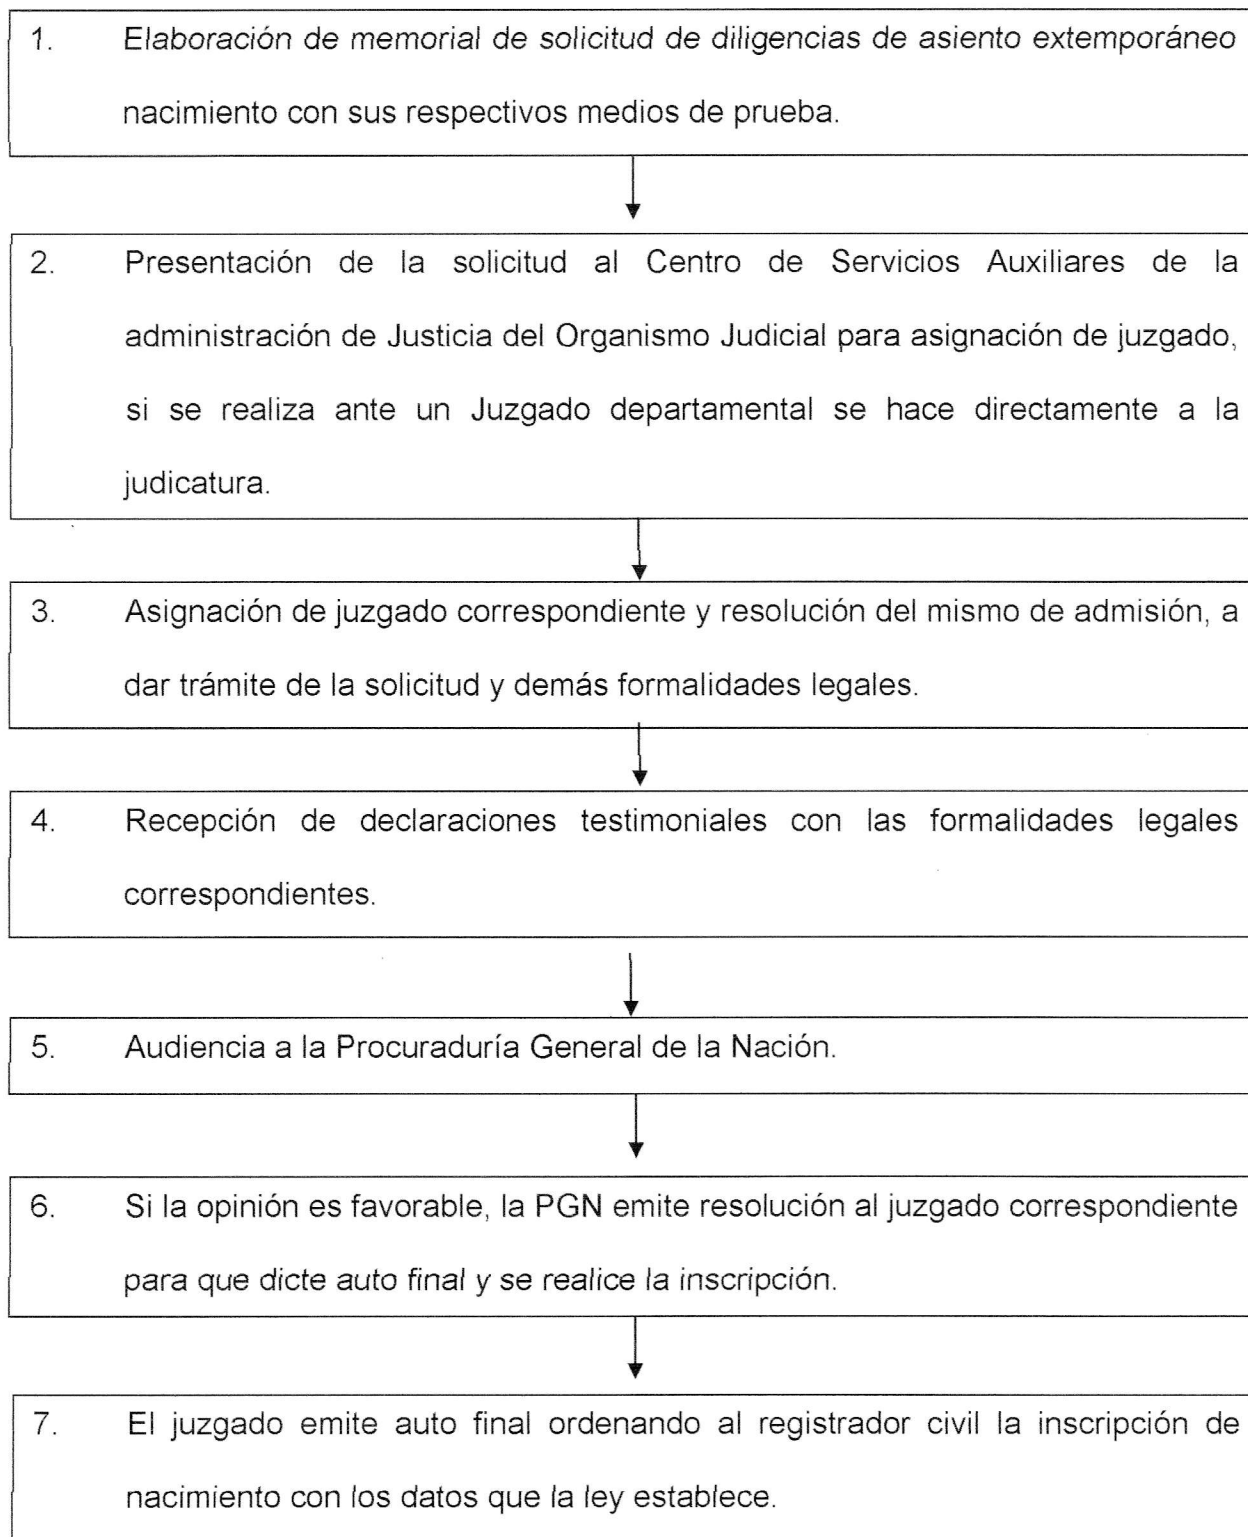 1. Elaboración de memorial de solicitud de diligencias de asiento extemporáneo
nacimiento con sus respectivos medios de prueba.
2. Presentación de la solicitud al Centro de Servicios Auxiliares de la
administración de Justicia del Organismo Judicial para asignación de juzgado,
si se realiza ante un Juzgado departamental se hace directamente a la
judicatura.
3. Asignación de juzgado correspondiente y resolución del mismo de admisión, a
dar trámite de la solicitud y demás formalidades legales.
4. Recepción de declaraciones testimoniales con las formalidades legales
correspondientes.
5. Audiencia a la Procuraduría General de la Nación.
6. Si la opinión es favorable, la PGN emite resolución al juzgado correspondiente
para que dicte auto final y se realice la inscripción.
7. El juzgado emite auto final ordenando al registrador civil la inscripción de
nacimiento con los datos que la ley establece.